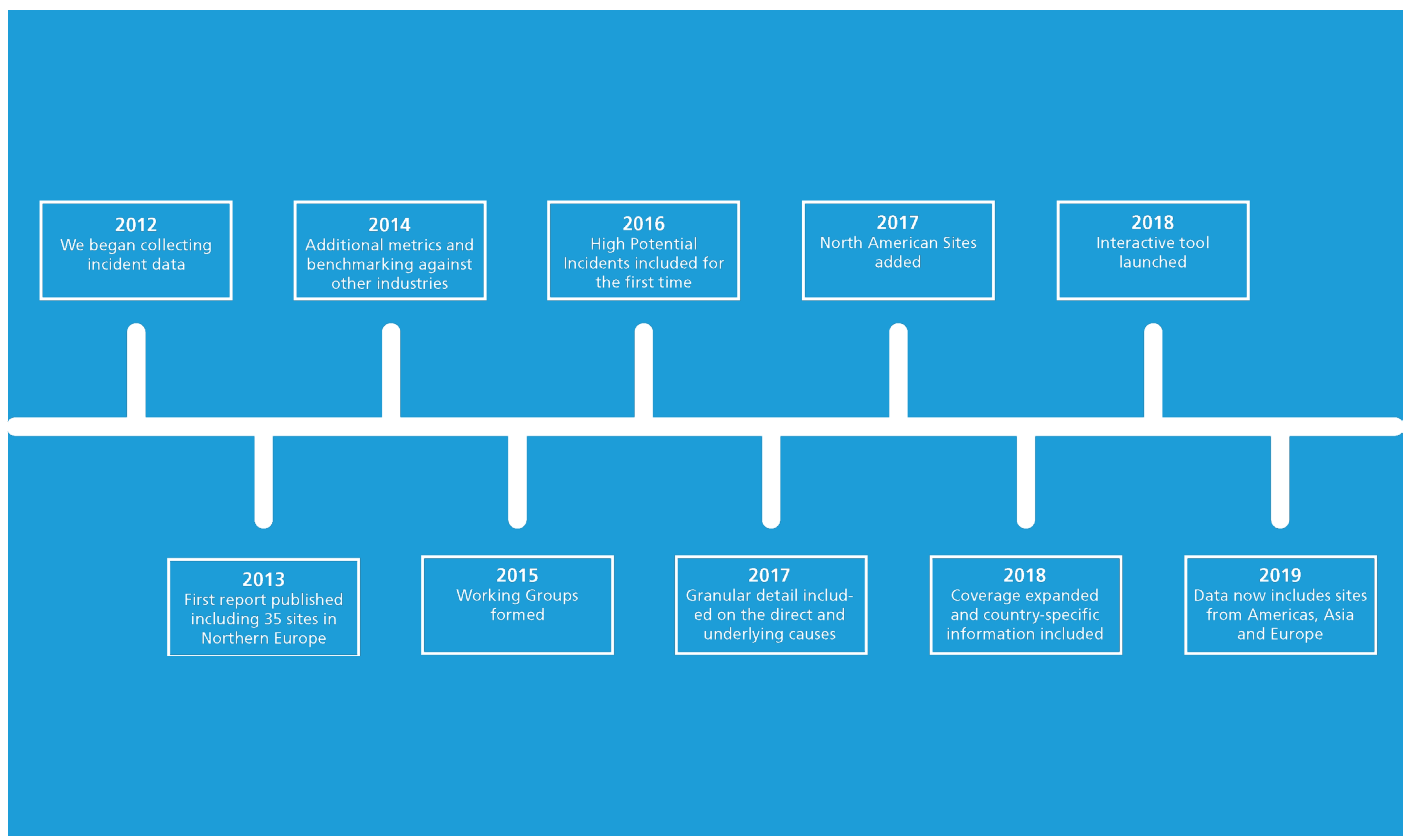 2012
We began collecting
incident data
2014
Additional metrics and
benchmarking against
other industries
2016
High Potential
Incidents included for
the first time
2017
North American Sites
added
2018
Interactive tool
launched
2013
First report published
including 35 sites in
Northern Europe
2015
Working Groups
formed
2017
Granular detail includ-
ed on the direct and
underlying causes
2018
Coverage expanded
and country-specific
information included
2019
Data now includes sites
from Americas, Asia
and Europe